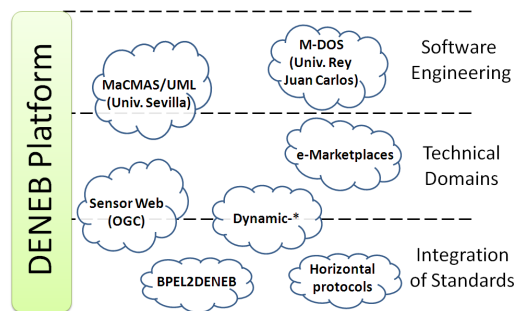 DENEB Platform
M-DOS
(Univ. Rey
Juan Carlos)
Software
Engineering
MaCMAS/UML
(Univ. Sevilla)
e-Marketplaces
Technical
Domains
Sensor Web
(OGC)
Dynamic-*
Integration
of Standards
BPEL2DENEB
Horizontal
protocols